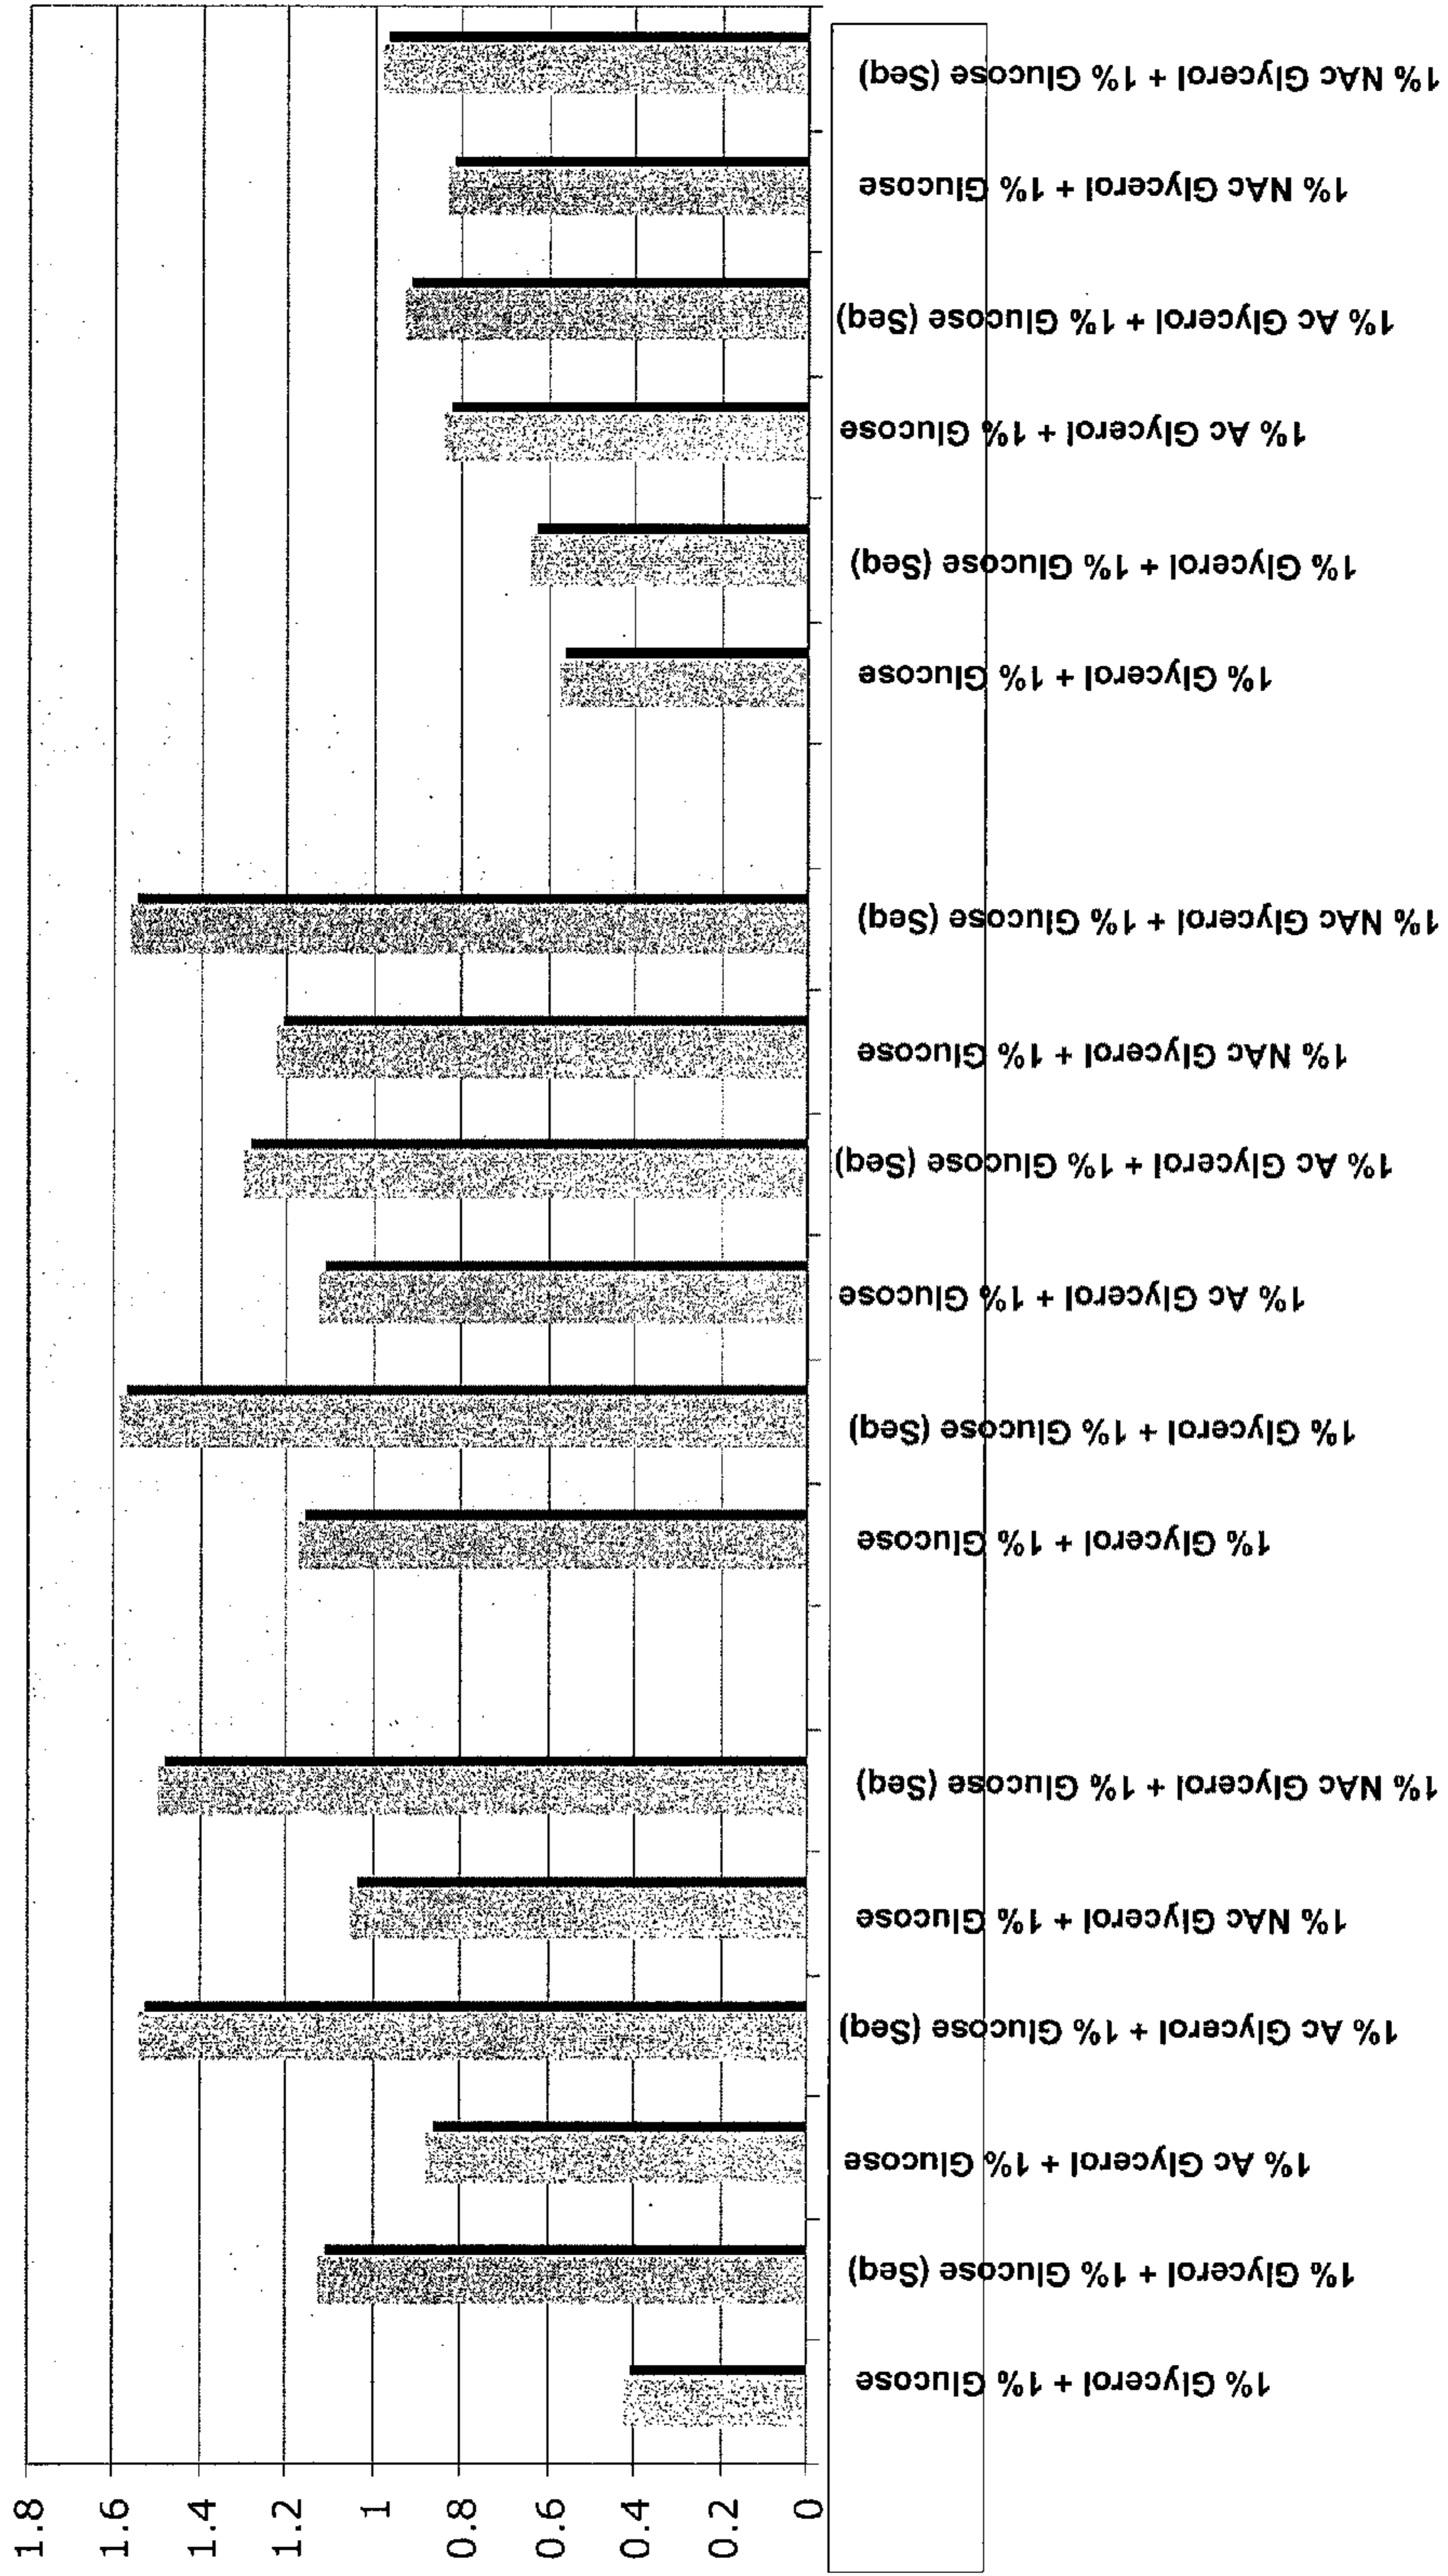 1.8
1.6
1.4
1.2
1
0.8
0.6
0.4
0.2
0
1% Glycerol + 1% Glucose
1% Glycerol + 1% Glucose (Seq)
1% Ac Glycerol + 1% Glucose
1% Ac Glycerol + 1% Glucose (Seq)
1% NAc Glycerol + 1% Glucose
1% NAc Glycerol + 1% Glucose (Seq)
1% Glycerol + 1% Glucose
1% Glycerol + 1% Glucose (Seq)
1% Ac Glycerol + 1% Glucose
1% Ac Glycerol + 1% Glucose (Seq)
1% NAc Glycerol + 1% Glucose
1% NAc Glycerol + 1% Glucose (Seq)
1% Glycerol + 1% Glucose
1% Glycerol + 1% Glucose (Seq)
1% Ac Glycerol + 1% Glucose
1% Ac Glycerol + 1% Glucose (Seq)
1% NAc Glycerol + 1% Glucose
1% NAc Glycerol + 1% Glucose (Seq)